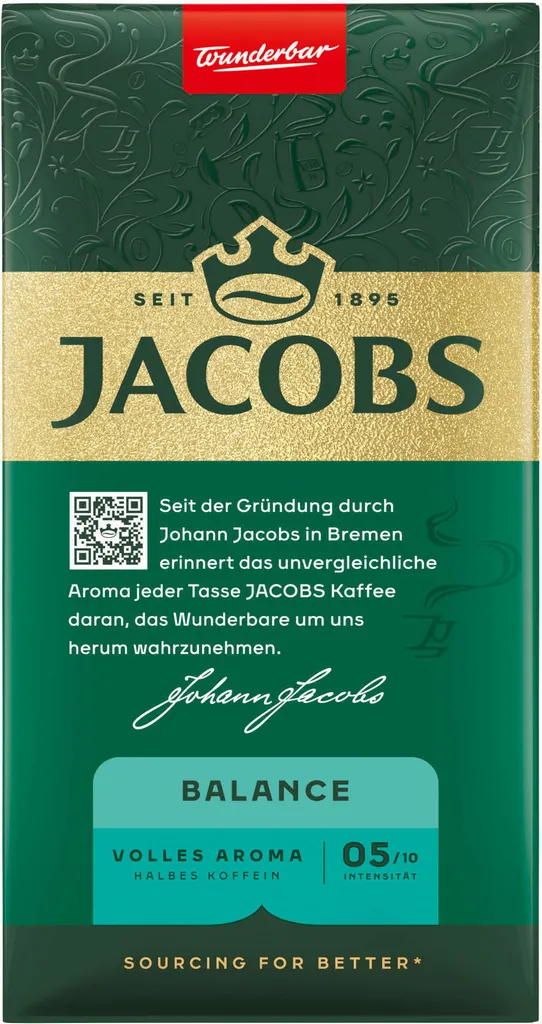 Wunderbar
SEIT 1895
JACOBS
Seit der Gründung durch
Johann Jacobs in Bremen
erinnert das unvergleichliche
Aroma jeder Tasse JACOBS Kaffee
daran, das Wunderbare um uns
herum wahrzunehmen.
Johann Jacobs
BALANCE
VOLLES AROMA
HALBES KOFFEIN
05/10
INTENSITÄT
SOURCING FOR BETTER*